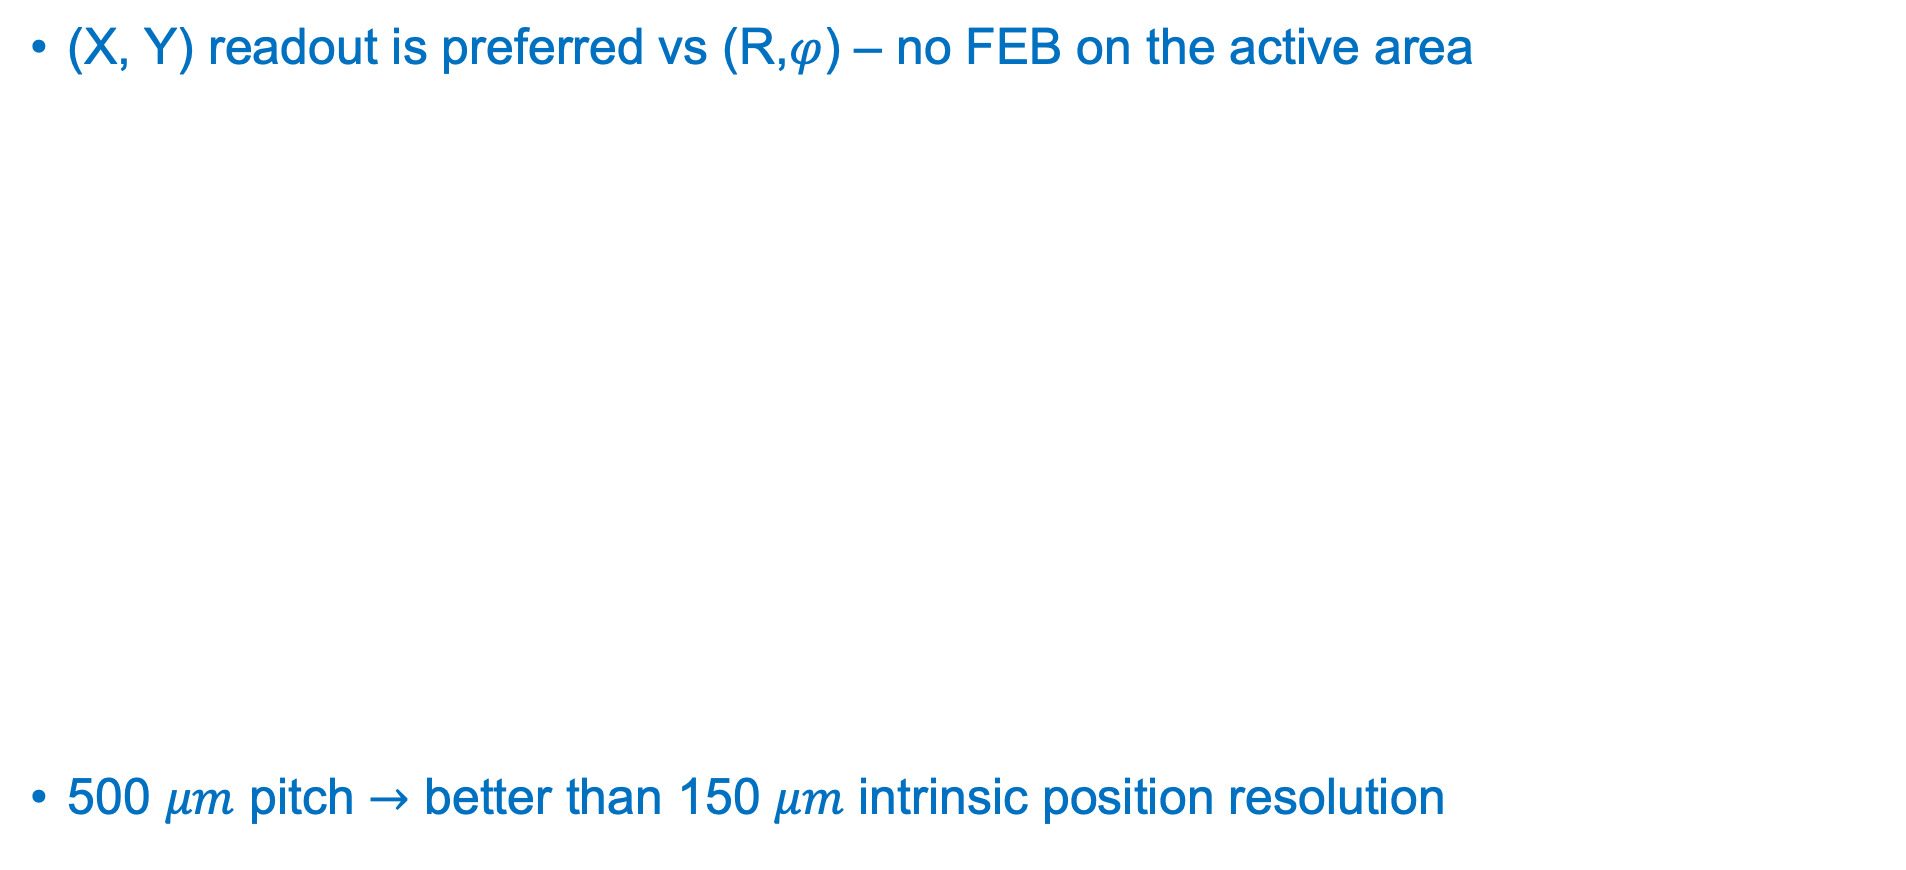 • (X, Y) readout is preferred vs (R,𝜑) – no FEB on the active area
• 500 𝜇𝑚 pitch → better than 150 𝜇𝑚 intrinsic position resolution